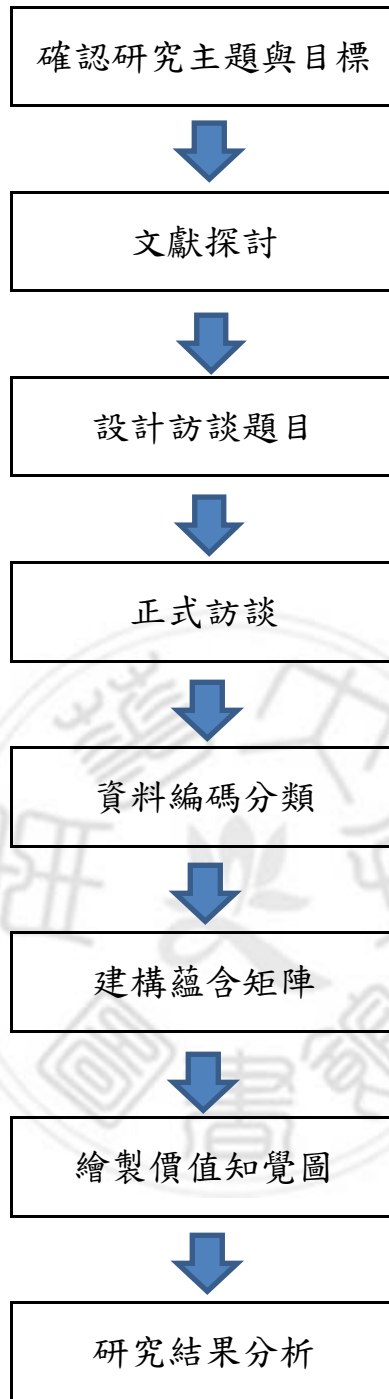 確認研究主題與目標
文獻探討
設計訪談題目
正式訪談
資料編碼分類
建構蘊含矩陣
繪製價值知覺圖
研究結果分析